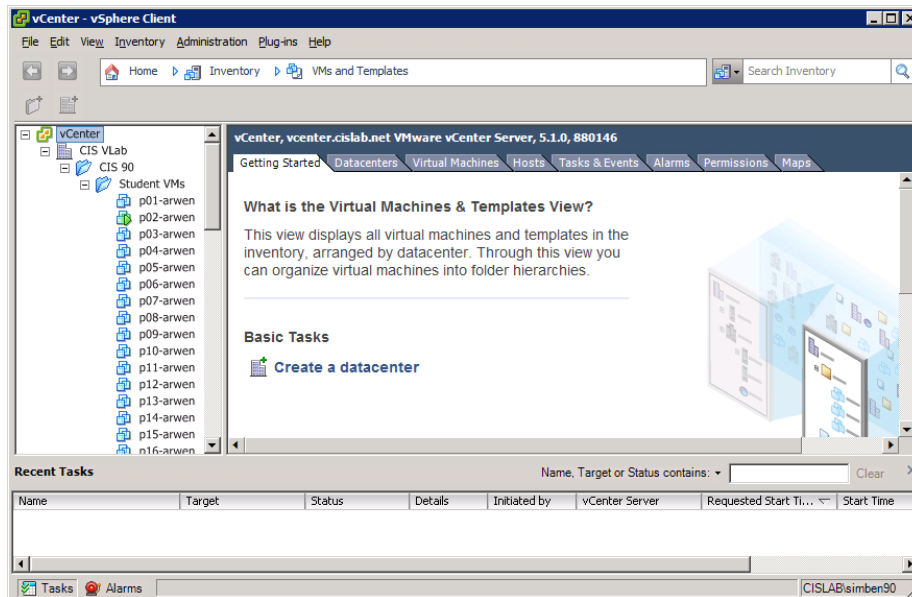 vCenter - vSphere Client
File Edit View Inventory Administration Plug-ins Help
Home Inventory VMs and Templates Search Inventory
vCenter
CIS VLab
CIS 90
Student VMs
p01-arwen
p02-arwen
p03-arwen
p04-arwen
p05-arwen
p06-arwen
p07-arwen
p08-arwen
p09-arwen
p10-arwen
p11-arwen
p12-arwen
p13-arwen
p14-arwen
p15-arwen
p16-arwen
vCenter, vcenter.cislab.net VMware vCenter Server, 5.1.0, 880146
Getting Started Datacenters Virtual Machines Hosts Tasks & Events Alarms Permissions Maps
What is the Virtual Machines & Templates View?
This view displays all virtual machines and templates in the
inventory, arranged by datacenter. Through this view you
can organize virtual machines into folder hierarchies.
Basic Tasks
Create a datacenter
Recent Tasks Name, Target or Status contains: Clear
Name Target Status Details Initiated by vCenter Server Requested Start Ti... Start Time
Tasks Alarms CISLAB\simben90